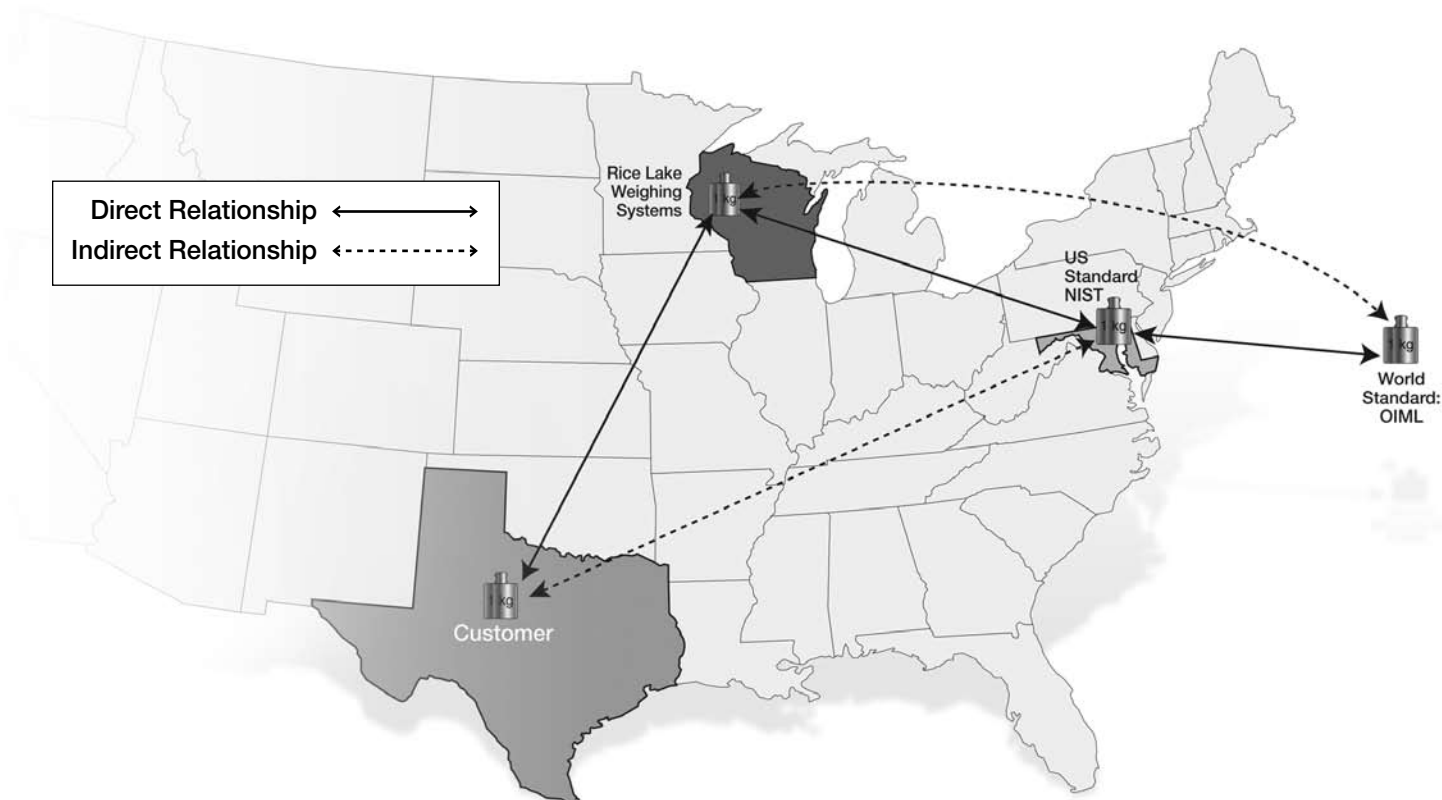 Direct Relationship
Indirect Relationship
Rice Lake
Weighing
Systems
1 kg
US
Standard
NIST
1 kg
1 kg
World
Standard:
OIML
1 kg
Customer